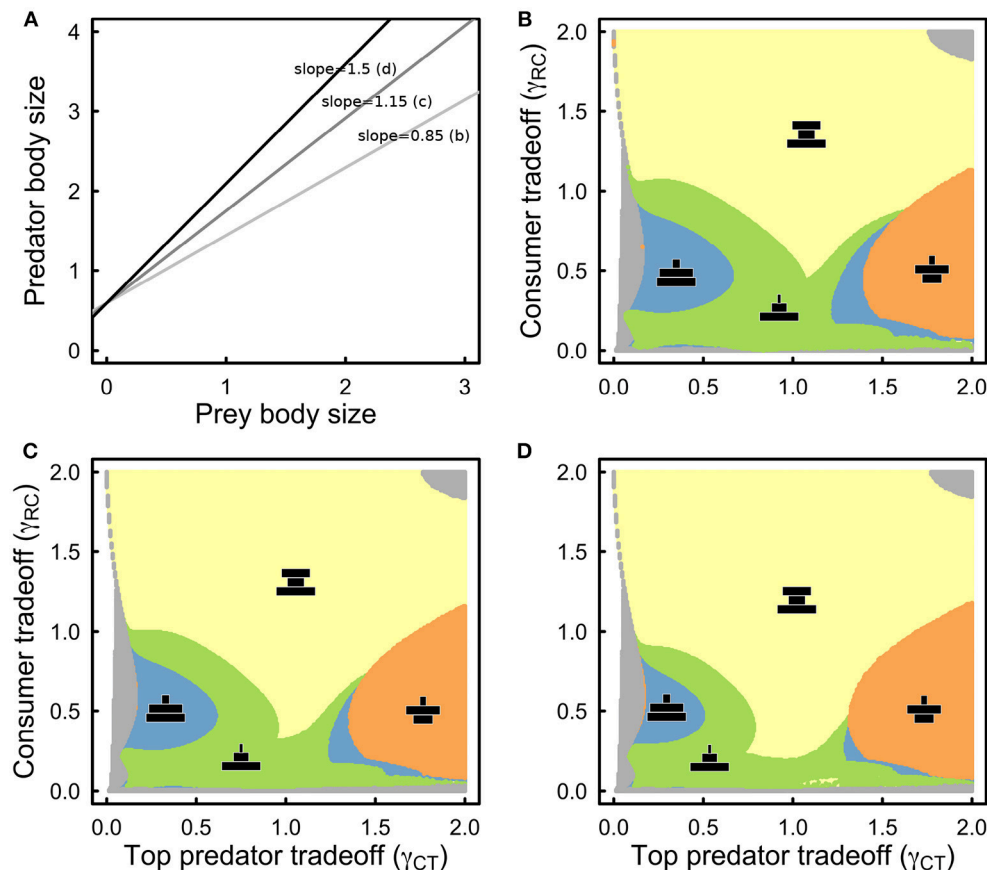 A
4
3
2
1
0
Predator body size
slope=1.5 (d)
slope=1.15 (c)
slope=0.85 (b)
0 1 2 3
Prey body size
B
2.0
1.5
1.0
0.5
0.0
Consumer tradeoff (γRC)
0.0 0.5 1.0 1.5 2.0
C
2.0
1.5
1.0
0.5
0.0
Consumer tradeoff (γRC)
0.0 0.5 1.0 1.5 2.0
Top predator tradeoff (γCT)
D
2.0
1.5
1.0
0.5
0.0
0.0 0.5 1.0 1.5 2.0
Top predator tradeoff (γCT)